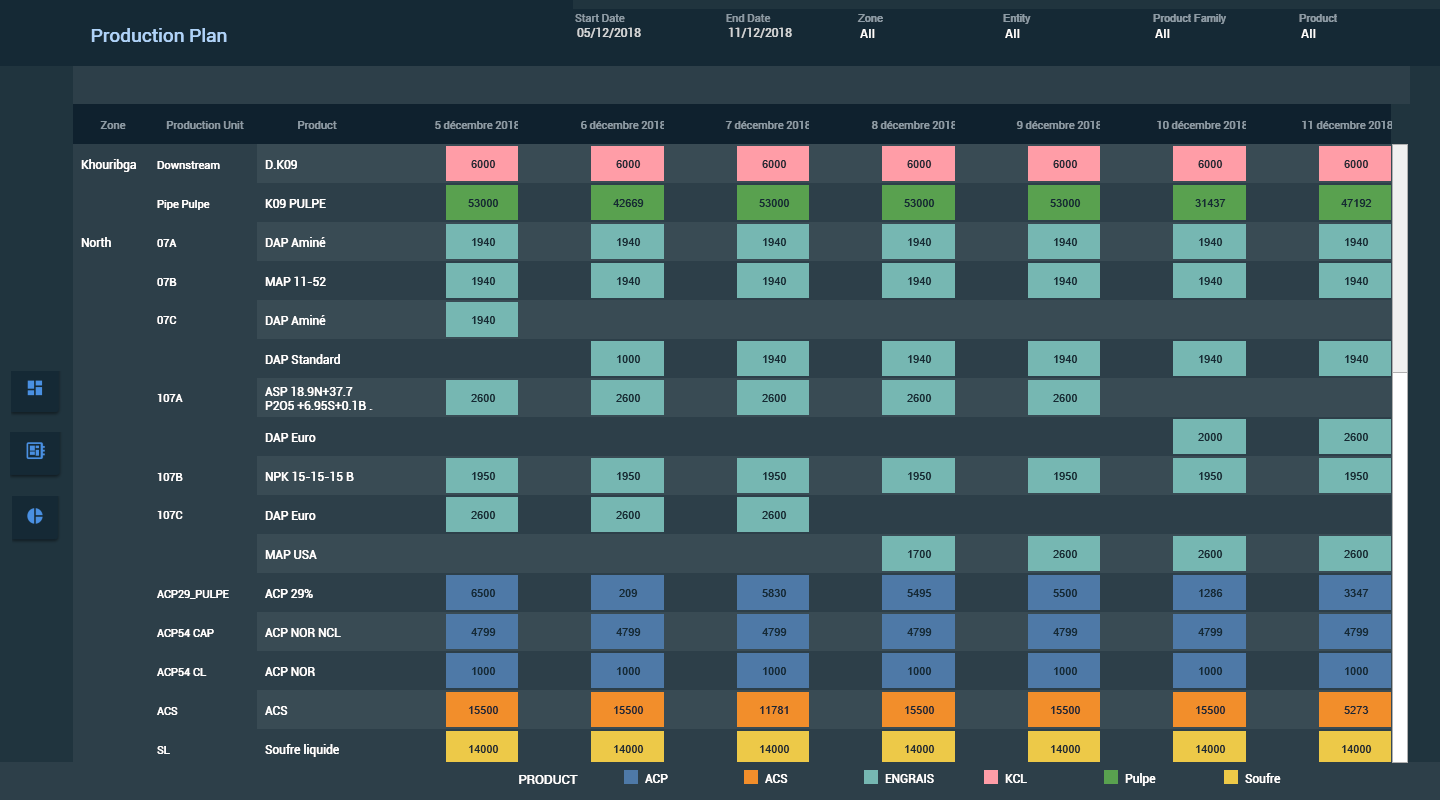 Production Plan
Start Date End Date Zone Entity Product Family Product
05/12/2018 11/12/2018 All All All All
Zone Production Unit Product 5 décembre 2018 6 décembre 2018 7 décembre 2018 8 décembre 2018 9 décembre 2018 10 décembre 2018 11 décembre 2018
Khouribga Downstream D.K09 6000 6000 6000 6000 6000 6000 6000
Pipe Pulpe K09 PULPE 53000 42669 53000 53000 53000 31437 47192
North 07A DAP Aminé 1940 1940 1940 1940 1940 1940 1940
07B MAP 11-52 1940 1940 1940 1940 1940 1940 1940
07C DAP Aminé 1940
DAP Standard 1000 1940 1940 1940 1940 1940
107A ASP 18.9N+37.7
P2O5 +6.95S+0.1B . 2600 2600 2600 2600 2600
DAP Euro 2000 2600
107B NPK 15-15-15 B 1950 1950 1950 1950 1950 1950 1950
107C DAP Euro 2600 2600 2600
MAP USA 1700 2600 2600 2600
ACP29_PULPE ACP 29% 6500 209 5830 5495 5500 1286 3347
ACP54 CAP ACP NOR NCL 4799 4799 4799 4799 4799 4799 4799
ACP54 CL ACP NOR 1000 1000 1000 1000 1000 1000 1000
ACS ACS 15500 15500 11781 15500 15500 15500 5273
SL Soufre liquide 14000 14000 14000 14000 14000 14000 14000
PRODUCT ACP ACS ENGRAIS KCL Pulpe Soufre